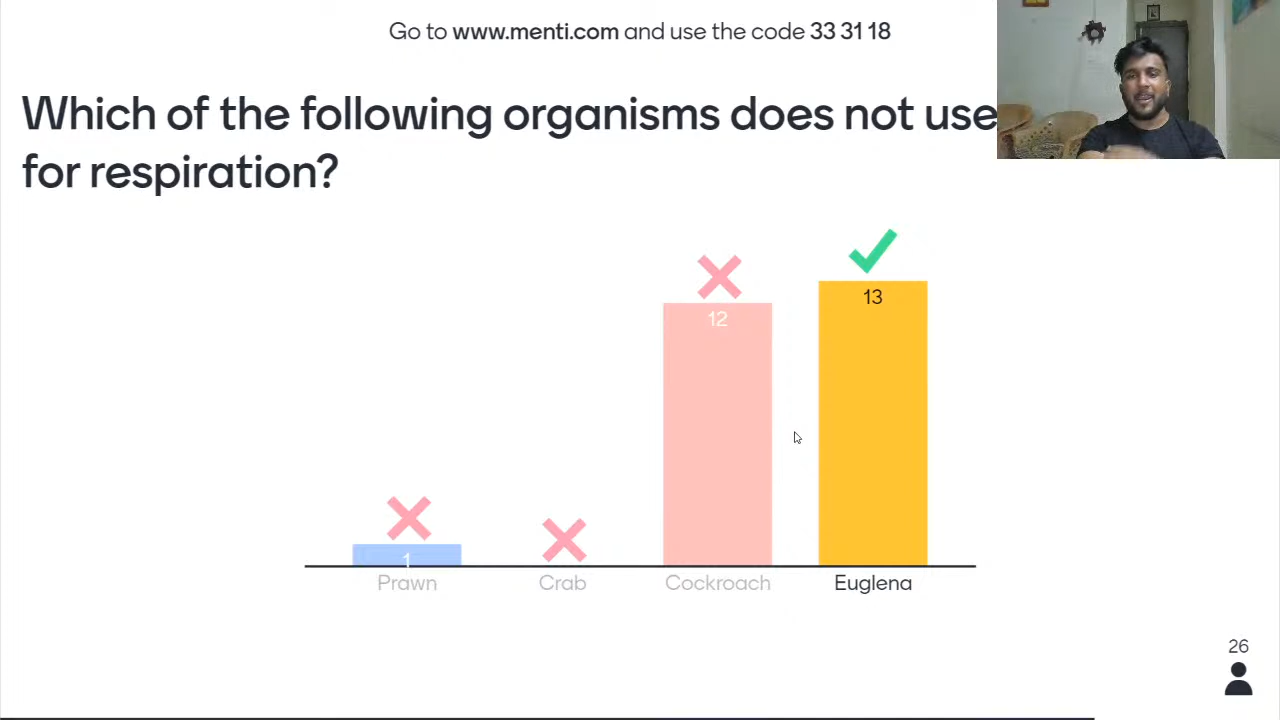 Go to www.menti.com and use the code 33 31 18
Which of the following organisms does not use
for respiration?
12
13
1
Prawn
Crab
Cockroach
Euglena
26